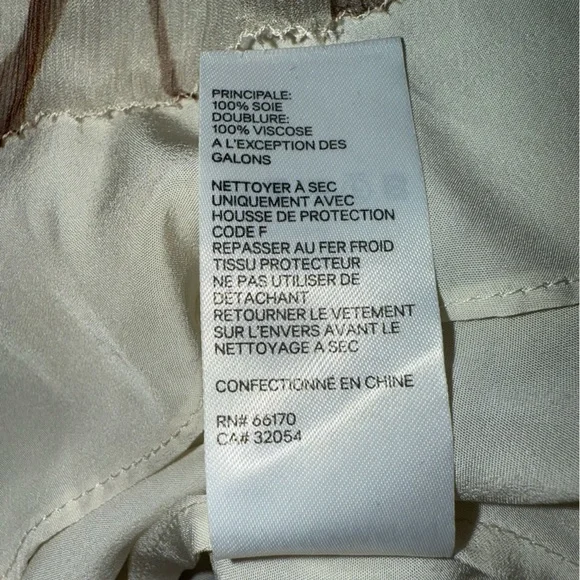 PRINCIPALE:
100% SOIE
DOUBLURE:
100% VISCOSE
A L'EXCEPTION DES
GALONS
NETTOYER À SEC
UNIQUEMENT AVEC
HOUSSE DE PROTECTION
CODE F
REPASSER AU FER FROID
TISSU PROTECTEUR
NE PAS UTILISER DE
DÉTACHANT
RETOURNER LE VETEMENT
SUR L'ENVERS AVANT LE
NETTOYAGE A SEC
CONFECTIONNÉ EN CHINE
RN# 66170
CA# 32054